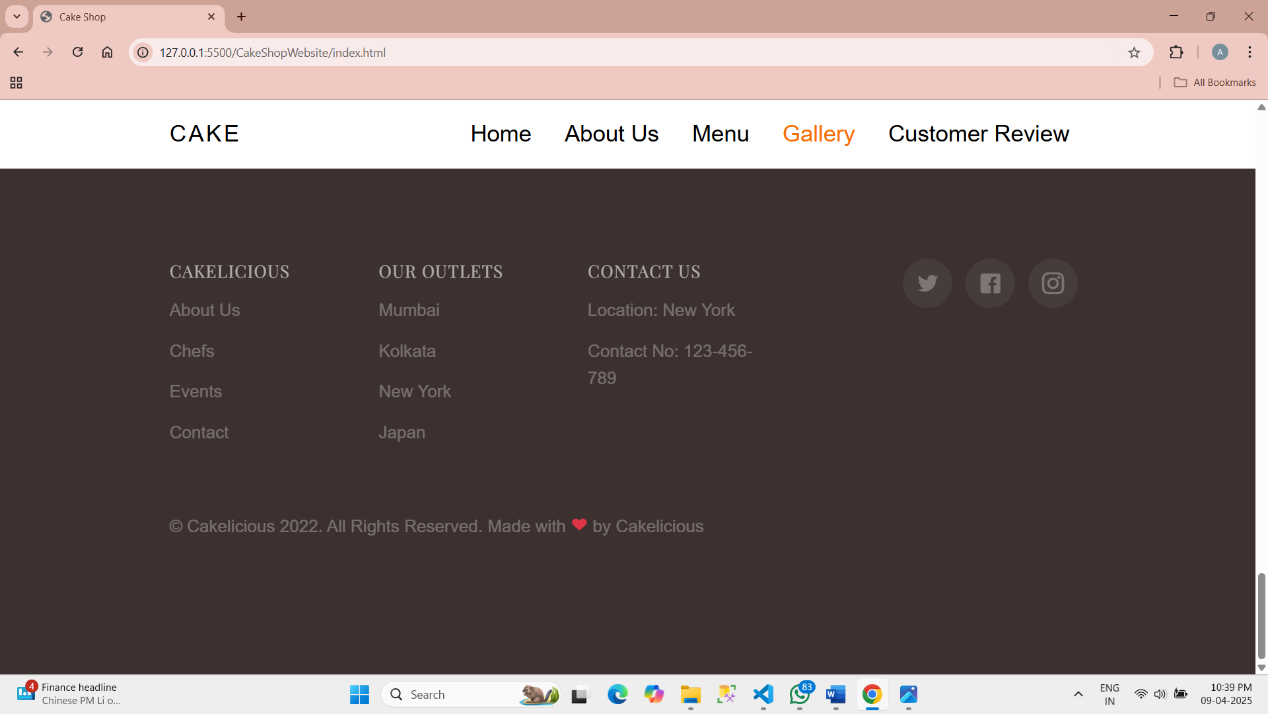 Cake Shop
127.0.0.1:5500/CakeShopWebsite/index.html
A
All Bookmarks
CAKE Home About Us Menu Gallery Customer Review
CAKELICIOUS OUR OUTLETS CONTACT US
About Us Mumbai Location: New York
Chefs Kolkata Contact No: 123-456-
789
Events New York
Contact Japan
© Cakelicious 2022. All Rights Reserved. Made with ❤ by Cakelicious
4
Finance headline
Chinese PM Li o...
Search
83
W
ENG
IN
10:39 PM
09-04-2025